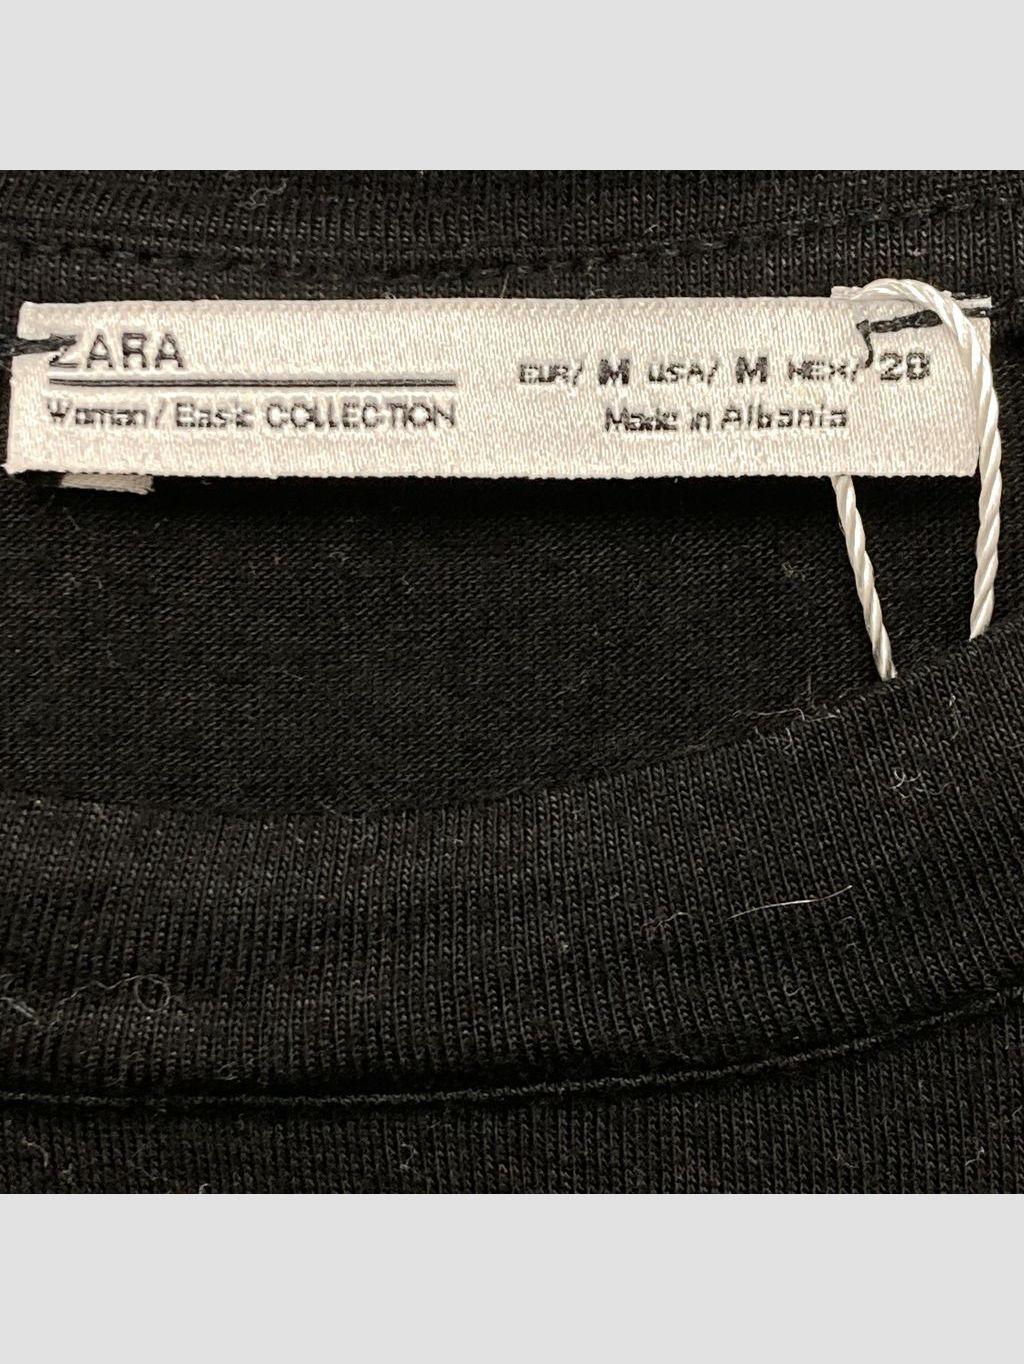 ZARA
Woman/ Basic COLLECTION
EUR/ M USA/ M MEX/ 28
Made in Albania